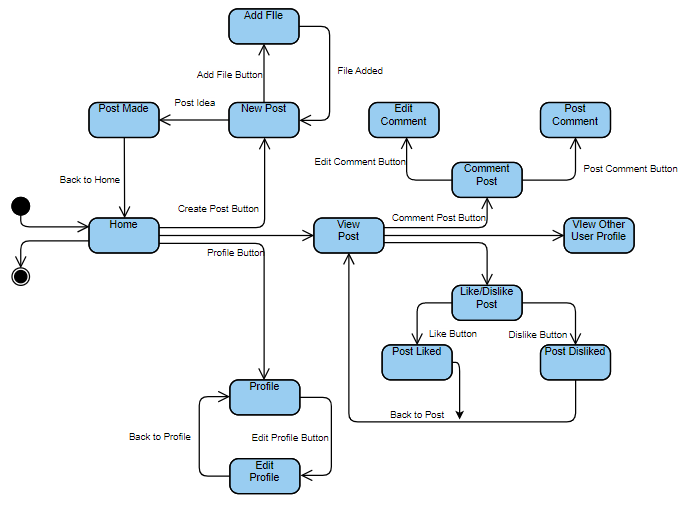 Add FIle
Add File Button
File Added
Post Made
Post Idea
New Post
Edit
Comment
Post
Comment
Edit Comment Button
Comment
Post
Post Comment Button
Back to Home
Create Post Button
Home
View
Post
Comment Post Button
VIew Other
User Profile
Profile Button
Like/Dislike
Post
Like Button
Dislike Button
Post Liked
Post Disliked
Profile
Back to Post
Back to Profile
Edit Profile Button
Edit
Profile